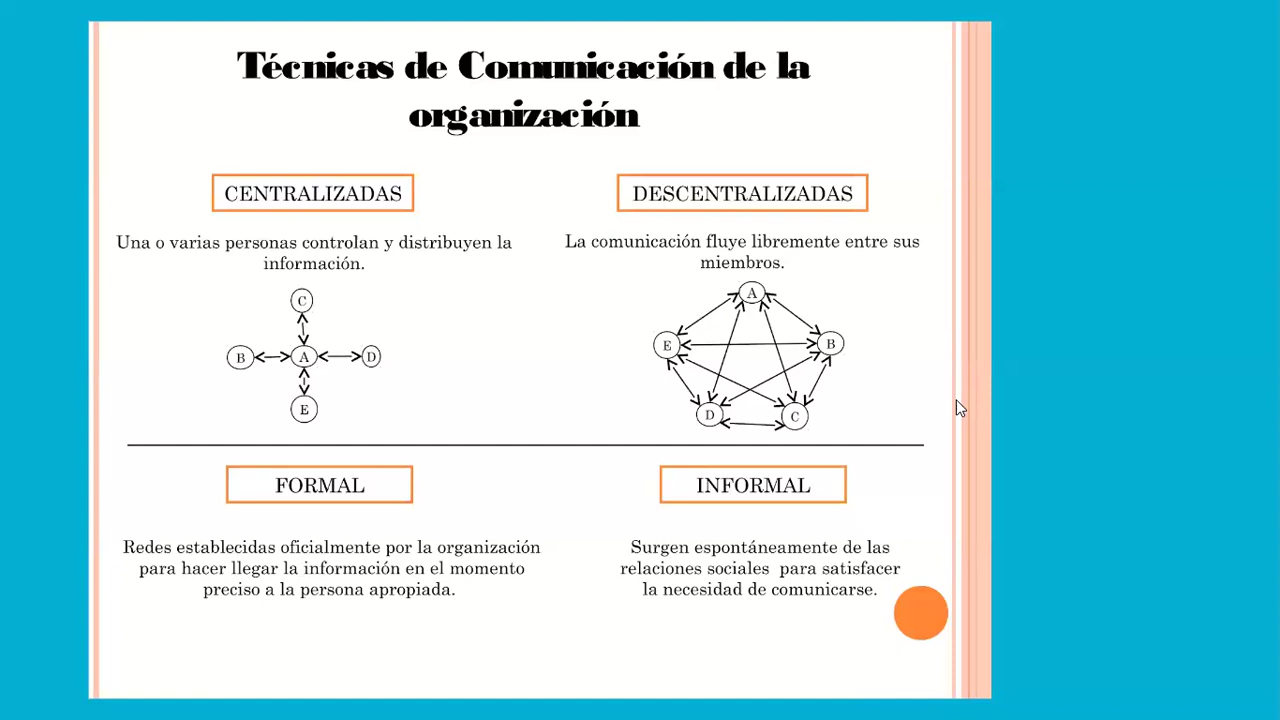 Técnicas de Comunicación de la
organización
CENTRALIZADAS
Una o varias personas controlan y distribuyen la
información.
C
B
A
D
E
DESCENTRALIZADAS
La comunicación fluye libremente entre sus
miembros.
A
E
B
D
C
FORMAL
Redes establecidas oficialmente por la organización
para hacer llegar la información en el momento
preciso a la persona apropiada.
INFORMAL
Surgen espontáneamente de las
relaciones sociales para satisfacer
la necesidad de comunicarse.